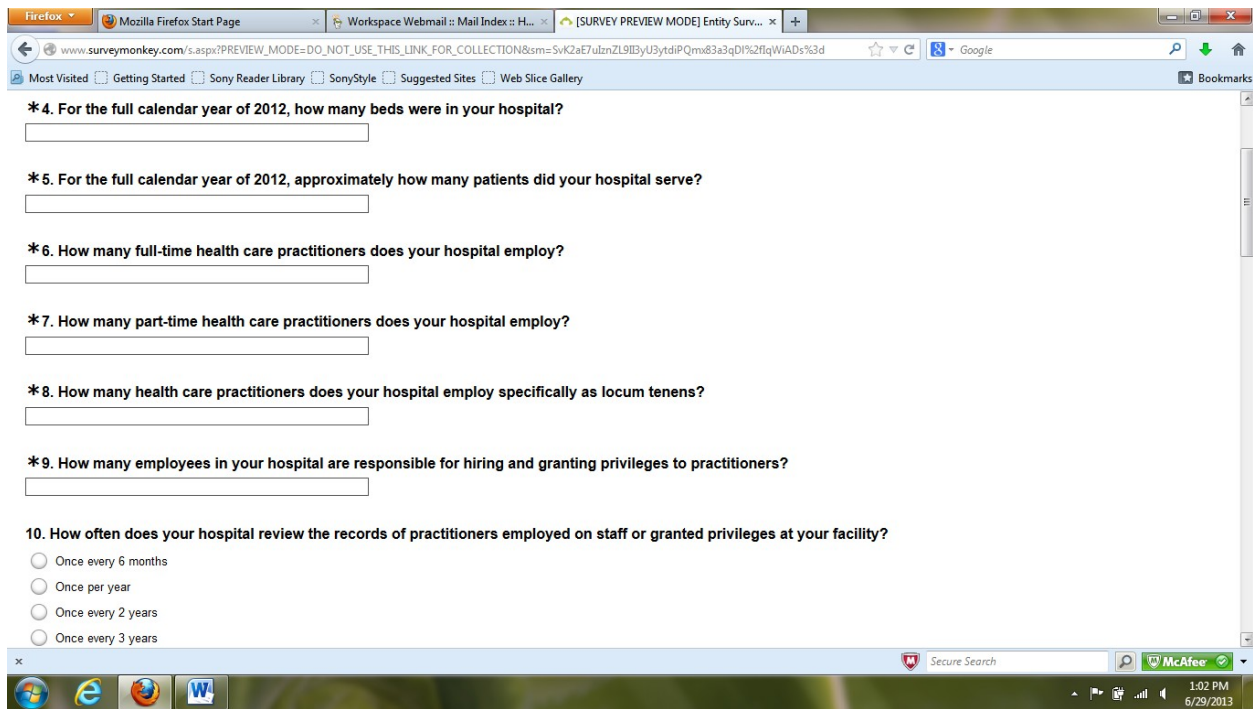 Firefox
Mozilla Firefox Start Page
Workspace Webmail :: Mail Index :: H...
[SURVEY PREVIEW MODE] Entity Surv...
www.surveymonkey.com/s.aspx?PREVIEW_MODE=DO_NOT_USE_THIS_LINK_FOR_COLLECTION&sm=
Google
Most Visited Getting Started Sony Reader Library SonyStyle Suggested Sites Web Slice Gallery Bookmarks
*4. For the full calendar year of 2012, how many beds were in your hospital?
*5. For the full calendar year of 2012, approximately how many patients did your hospital serve?
*6. How many full-time health care practitioners does your hospital employ?
*7. How many part-time health care practitioners does your hospital employ?
*8. How many health care practitioners does your hospital employ specifically as locum tenens?
*9. How many employees in your hospital are responsible for hiring and granting privileges to practitioners?
10. How often does your hospital review the records of practitioners employed on staff or granted privileges at your facility?
Once every 6 months
Once per year
Once every 2 years
Once every 3 years
Secure Search
McAfee
1:02 PM
6/29/2013